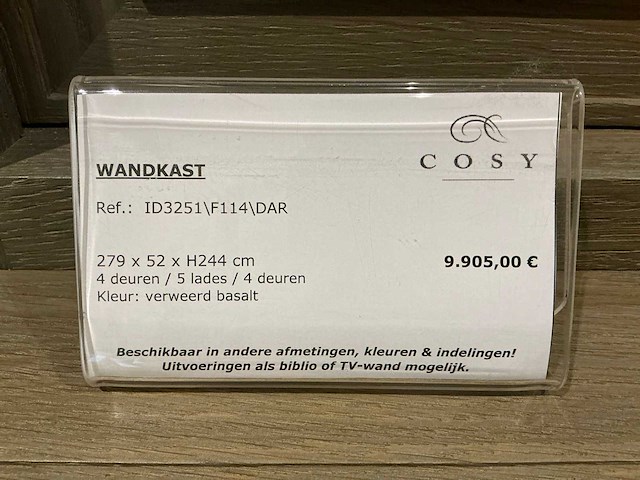 COSY
WANDKAST
Ref.: ID3251\F114\DAR
279 x 52 x H244 cm 9.905,00 €
4 deuren / 5 lades / 4 deuren
Kleur: verweerd basalt
Beschikbaar in andere afmetingen, kleuren & indelingen!
Uitvoeringen als biblio of TV-wand mogelijk.